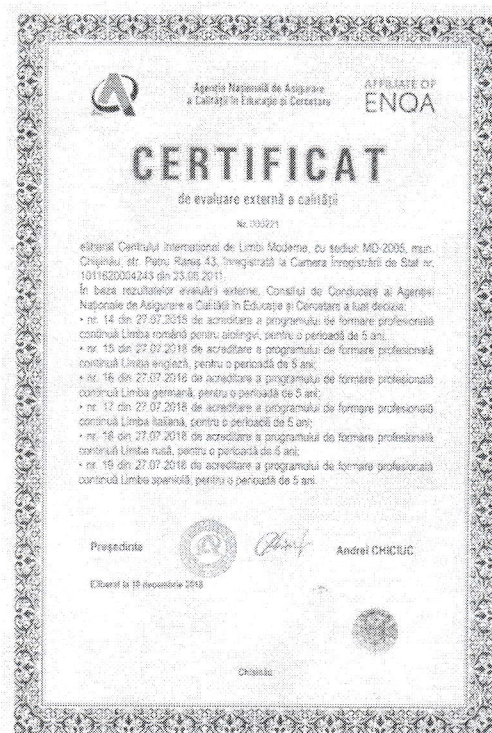 Agenția Națională de Asigurare
a Calității în Educație și Cercetare
AFFILIATE OF
ENQA
CERTIFICAT
de evaluare externă a calității
Nr. 000221
eliberat Centrului Internațional de Limbi Moderne, cu sediul: MD-2005, mun.
Chișinău, str. Petru Rareș 43, înregistrată la Camera Înregistrării de Stat nr.
1011620004243 din 23.08.2011.
În baza rezultatelor evaluării externe, Consiliul de Conducere al Agenției
Naționale de Asigurare a Calității în Educație și Cercetare a luat decizia:
• nr. 14 din 27.07.2018 de acreditare a programului de formare profesională
continuă Limba română pentru alolingvi, pentru o perioadă de 5 ani;
• nr. 15 din 27.07.2018 de acreditare a programului de formare profesională
continuă Limba engleză, pentru o perioadă de 5 ani;
• nr. 16 din 27.07.2018 de acreditare a programului de formare profesională
continuă Limba germană, pentru o perioadă de 5 ani;
• nr. 17 din 27.07.2018 de acreditare a programului de formare profesională
continuă Limba italiană, pentru o perioadă de 5 ani;
• nr. 18 din 27.07.2018 de acreditare a programului de formare profesională
continuă Limba rusă, pentru o perioadă de 5 ani;
• nr. 19 din 27.07.2018 de acreditare a programului de formare profesională
continuă Limba spaniolă, pentru o perioadă de 5 ani.
Președinte
Andrei CHICIUC
Eliberat la 10 decembrie 2018
Chișinău